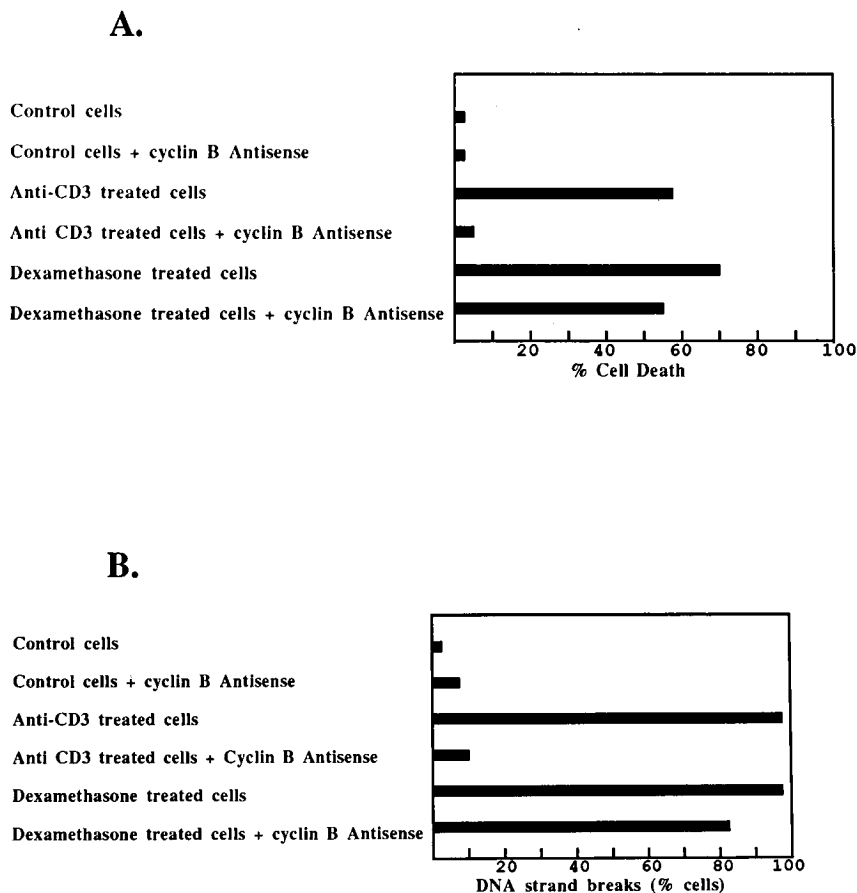 A.
Control cells
Control cells + cyclin B Antisense
Anti-CD3 treated cells
Anti CD3 treated cells + cyclin B Antisense
Dexamethasone treated cells
Dexamethasone treated cells + cyclin B Antisense
20 40 60 80 100
% Cell Death
B.
Control cells
Control cells + cyclin B Antisense
Anti-CD3 treated cells
Anti CD3 treated cells + Cyclin B Antisense
Dexamethasone treated cells
Dexamethasone treated cells + cyclin B Antisense
20 40 60 80 100
DNA strand breaks (% cells)